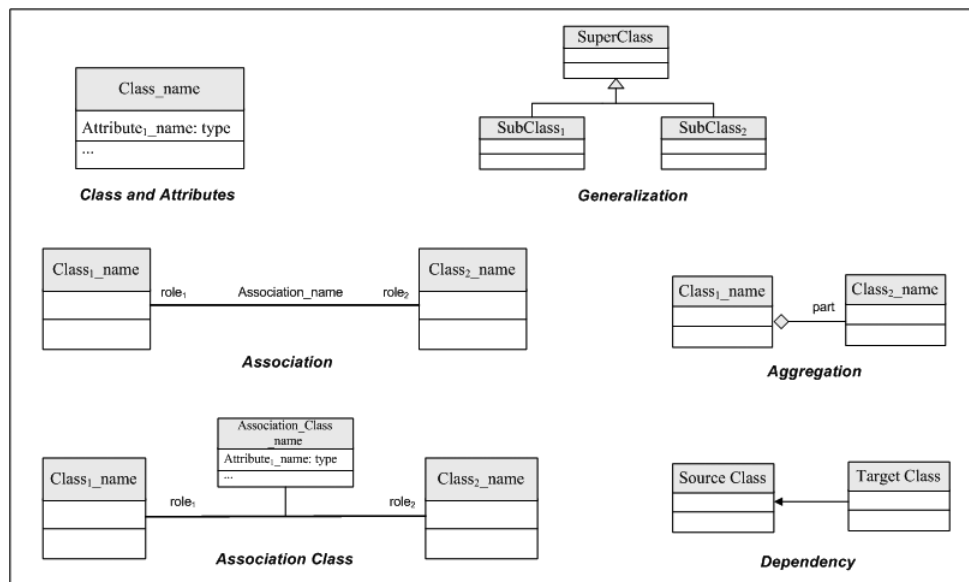 Class_name
Attribute₁_name: type
...
Class and Attributes
SuperClass
SubClass₁
SubClass₂
Generalization
Class₁_name
role₁
Association_name
role₂
Class₂_name
Association
Class₁_name
part
Class₂_name
Aggregation
Association_Class
_name
Attribute₁_name: type
...
Class₁_name
role₁
role₂
Class₂_name
Association Class
Source Class
Target Class
Dependency